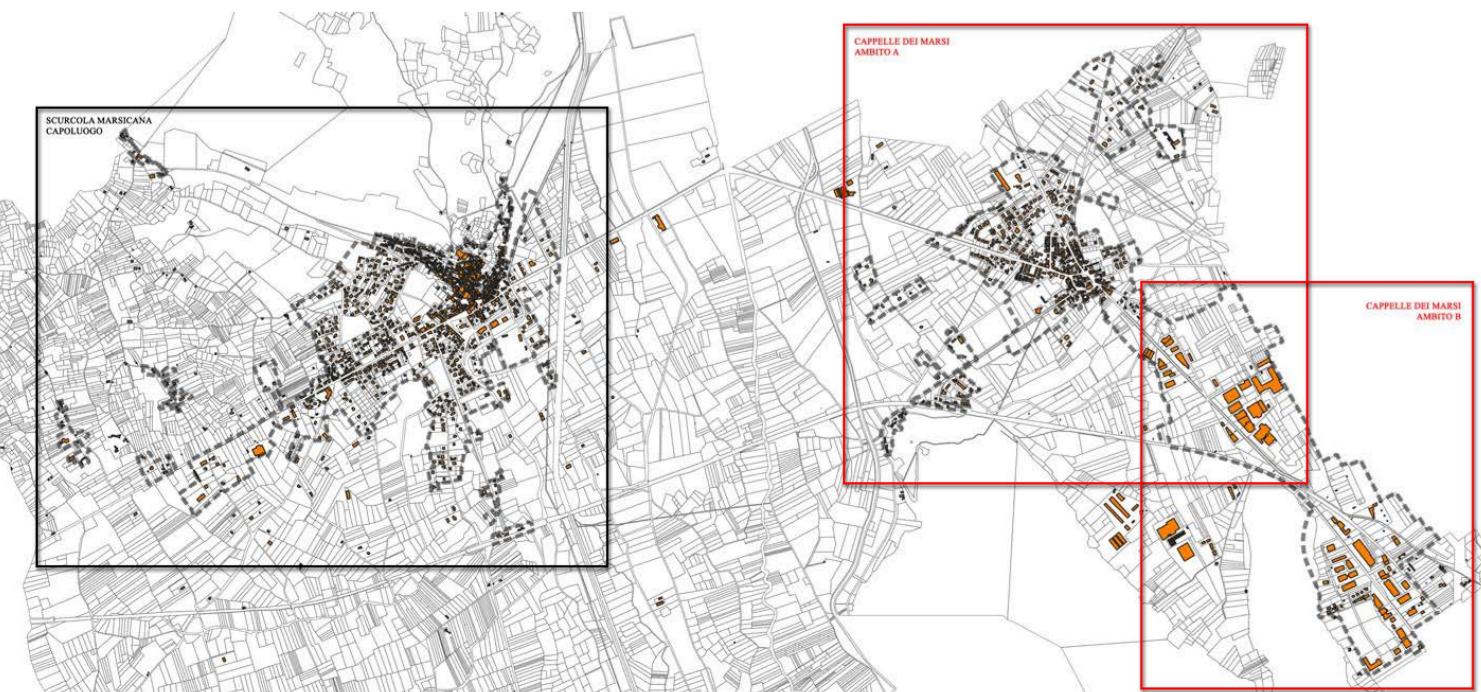 SCURCOLA MARSICANA
CAPOLUOGO
CAPPELLE DEI MARSI
AMBITO A
CAPPELLE DEI MARSI
AMBITO B